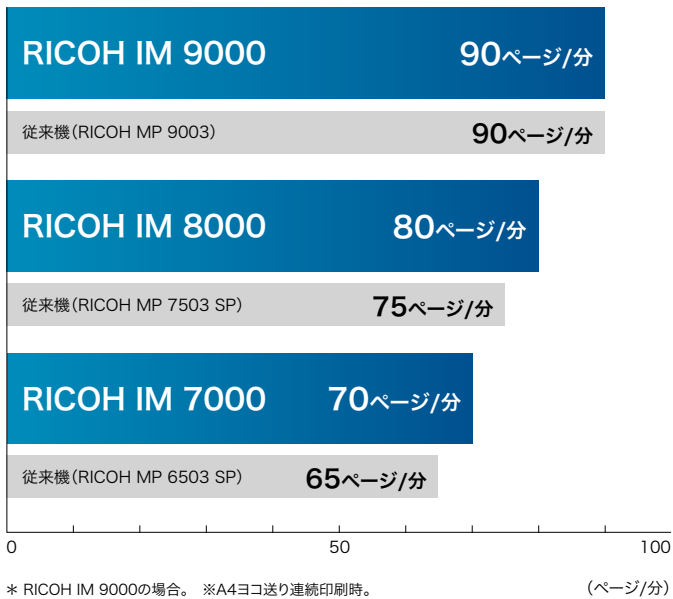 RICOH IM 9000 90ページ/分
従来機(RICOH MP 9003) 90ページ/分
RICOH IM 8000 80ページ/分
従来機(RICOH MP 7503 SP) 75ページ/分
RICOH IM 7000 70ページ/分
従来機(RICOH MP 6503 SP) 65ページ/分
0 50 100
＊ RICOH IM 9000の場合。 ※A4ヨコ送り連続印刷時。 (ページ/分)